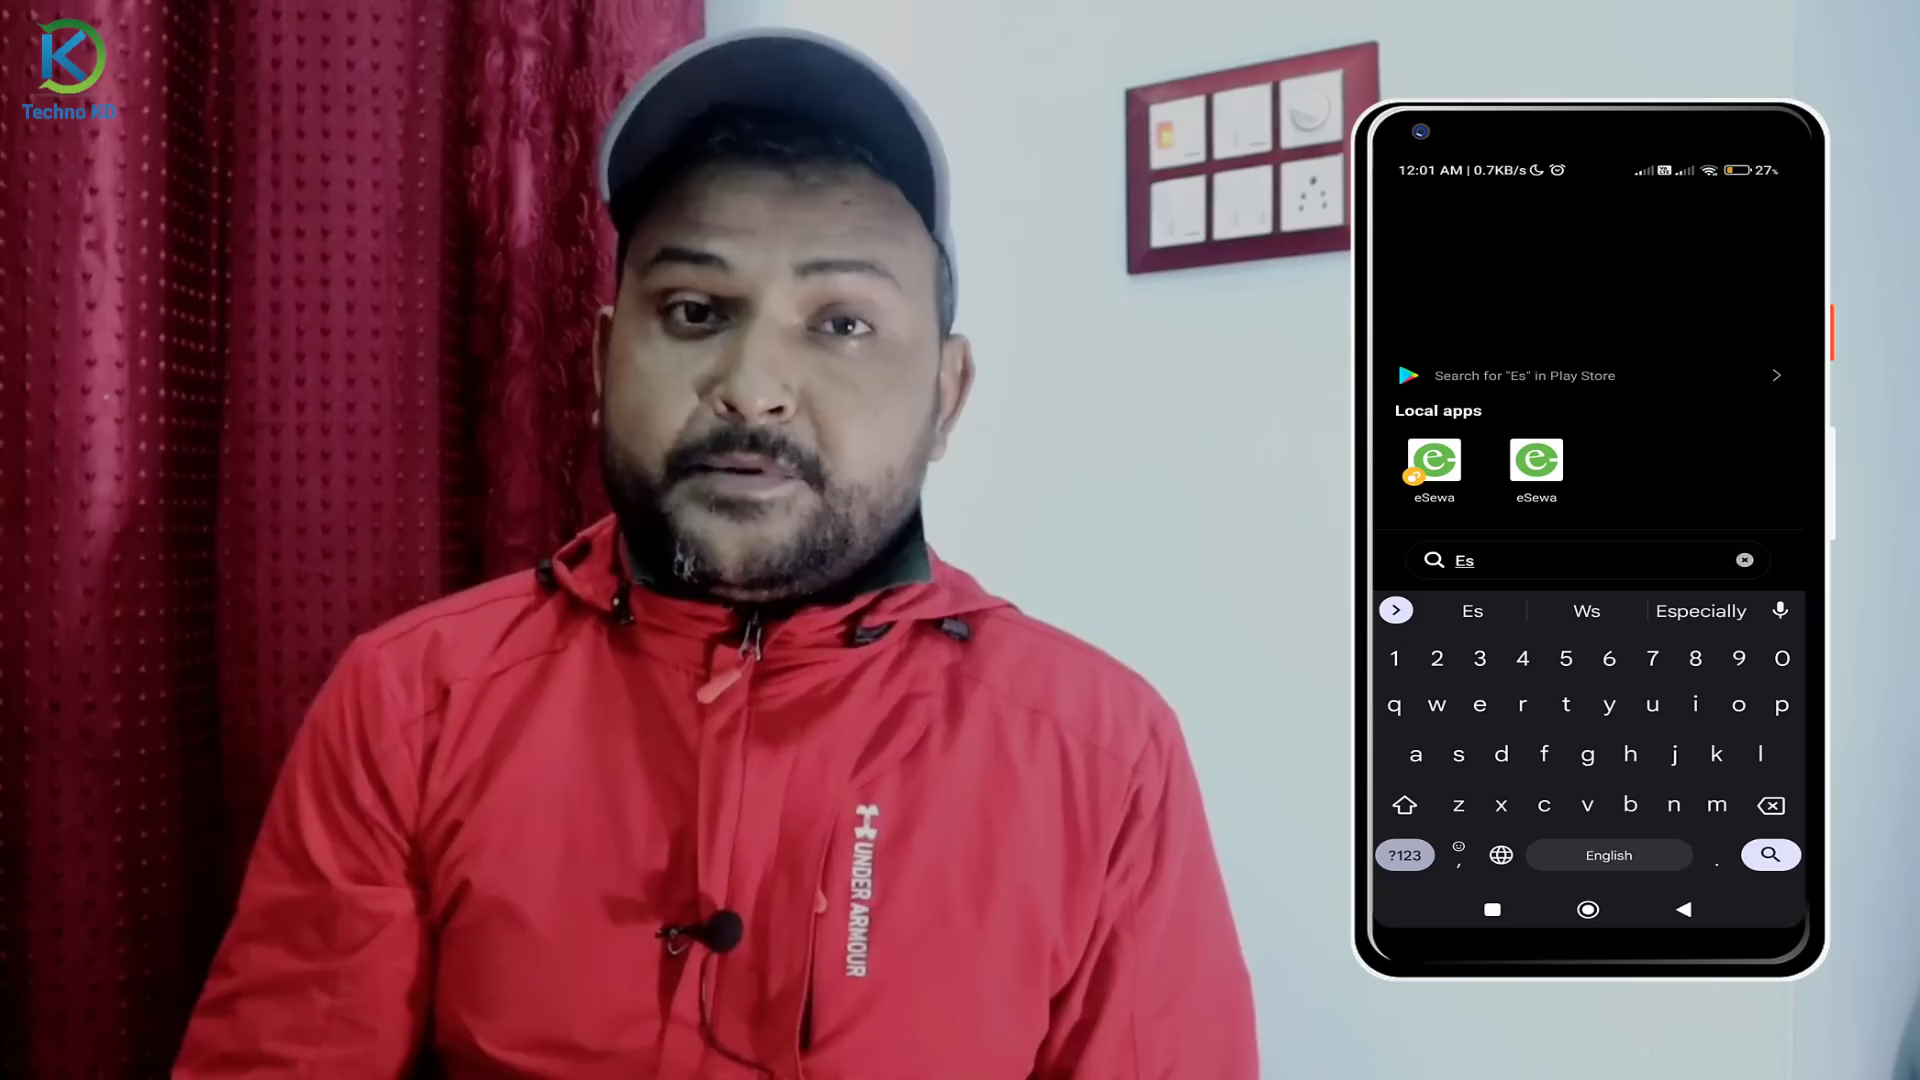 Techno KD
UNDER ARMOUR
12:01 AM | 0.7KB/s
27%
Search for "Es" in Play Store
Local apps
eSewa eSewa
Es
Es Ws Especially
1 2 3 4 5 6 7 8 9 0
q w e r t y u i o p
a s d f g h j k l
z x c v b n m
?123 , English .